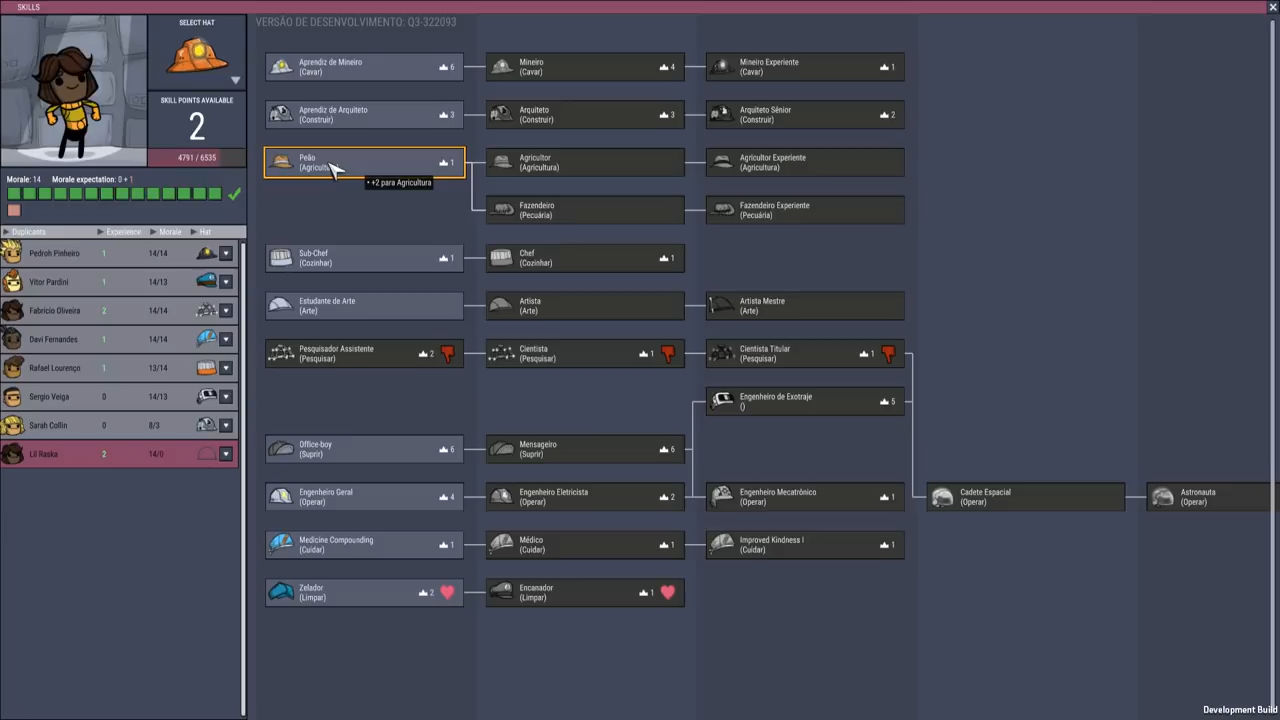 SKILLS
VERSÃO DE DESENVOLVIMENTO: Q3-322093
SELECT HAT
SKILL POINTS AVAILABLE
2
4791 / 6535
Morale: 14 Morale expectation: 0 + 1
Duplicants Experience Morale Hat
Pedroh Pinheiro 1 14/14
Vitor Pardini 1 14/13
Fabrício Oliveira 2 14/14
Davi Fernandes 1 14/14
Rafael Lourenço 1 13/14
Sergio Veiga 0 14/13
Sarah Collin 0 8/3
Lil Raska 2 14/0
Aprendiz de Mineiro
(Cavar)
6
Mineiro
(Cavar)
4
Mineiro Experiente
(Cavar)
1
Aprendiz de Arquiteto
(Construir)
3
Arquiteto
(Construir)
3
Arquiteto Sênior
(Construir)
2
Peão
1
• +2 para Agricultura
Agricultor
(Agricultura)
Agricultor Experiente
(Agricultura)
Fazendeiro
(Pecuária)
Fazendeiro Experiente
(Pecuária)
Sub-Chef
(Cozinhar)
1
Chef
(Cozinhar)
1
Estudante de Arte
(Arte)
Artista
(Arte)
Artista Mestre
(Arte)
Pesquisador Assistente
(Pesquisar)
2
Cientista
(Pesquisar)
1
Cientista Titular
(Pesquisar)
1
Engenheiro de Exotraje
()
5
Office-boy
(Suprir)
6
Mensageiro
(Suprir)
6
Engenheiro Geral
(Operar)
4
Engenheiro Eletricista
(Operar)
2
Engenheiro Mecatrônico
(Operar)
1
Cadete Espacial
(Operar)
Astronauta
(Operar)
Medicine Compounding
(Cuidar)
1
Médico
(Cuidar)
1
Improved Kindness I
(Cuidar)
1
Zelador
(Limpar)
2
Encanador
(Limpar)
1
Development Build